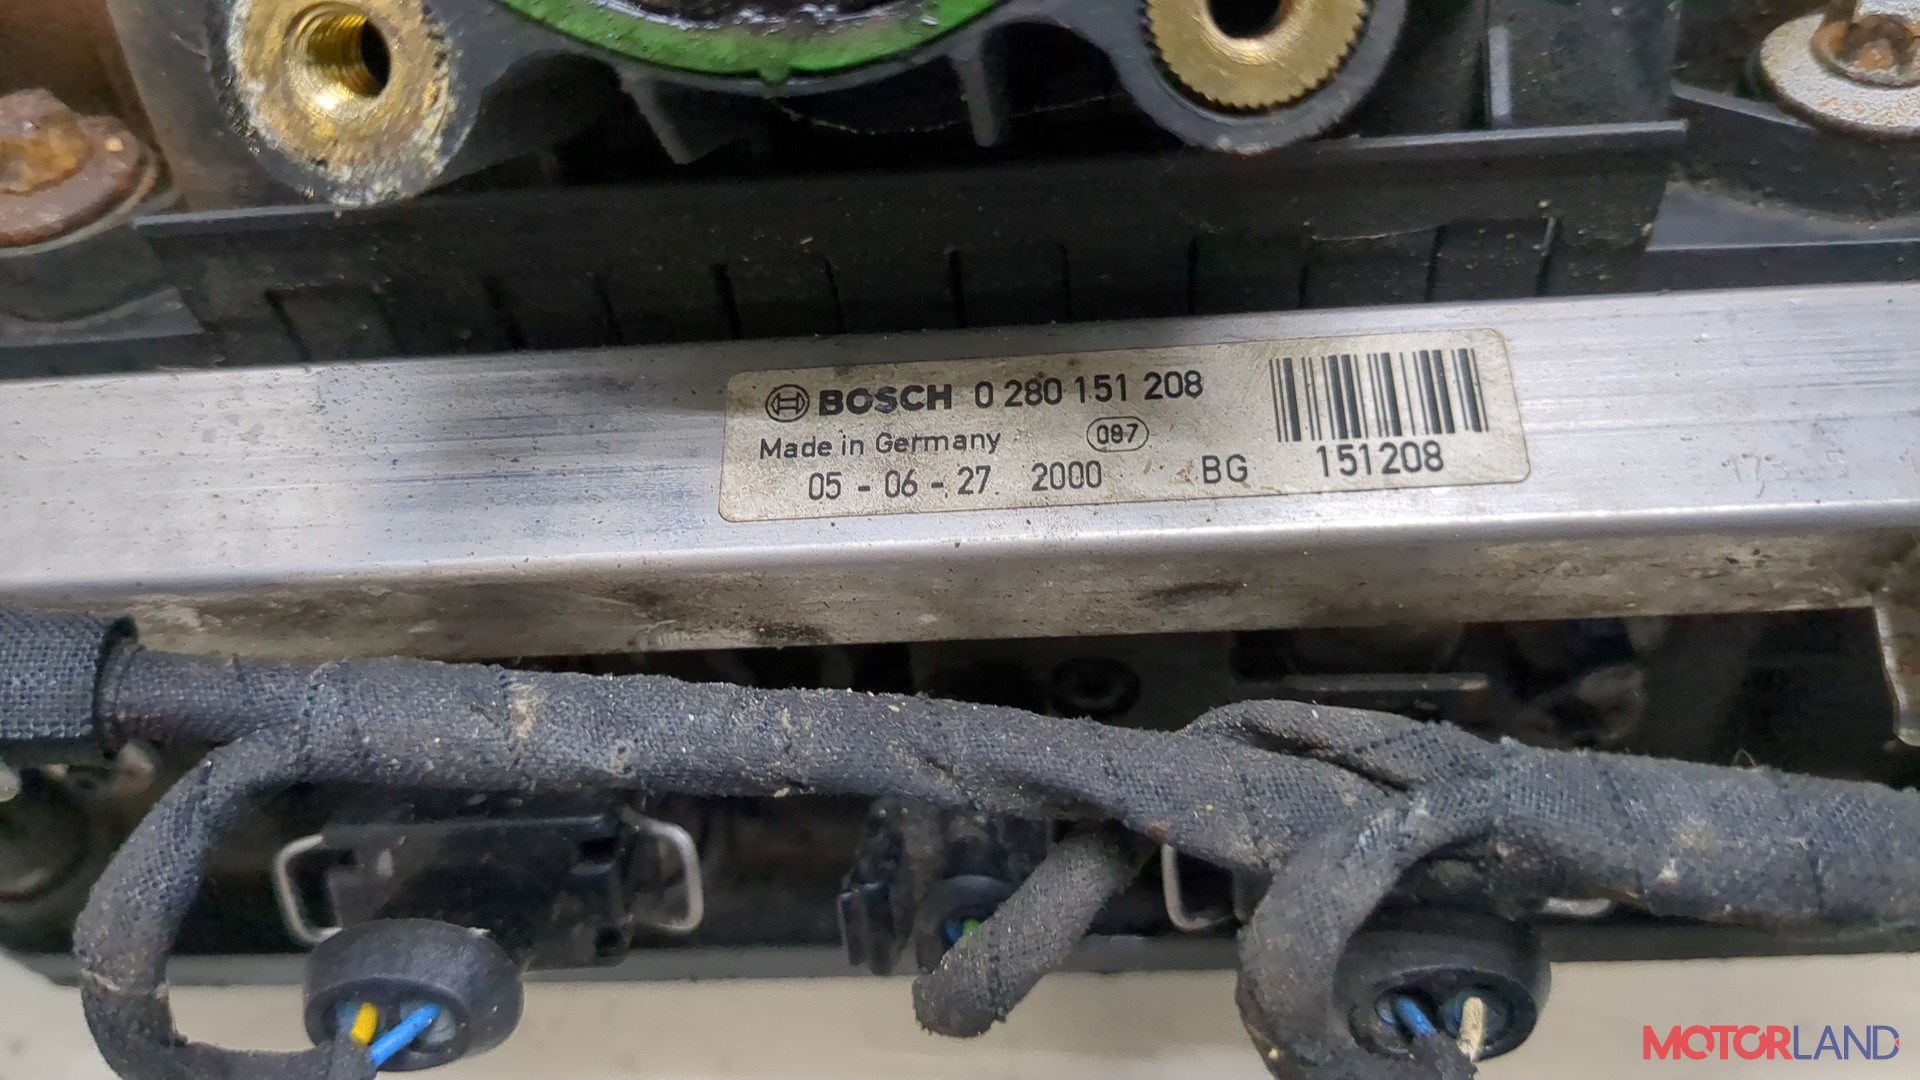 BOSCH 0 280 151 208
Made in Germany 087
05 - 06 - 27. 2000 BG
151208
MOTORLAND